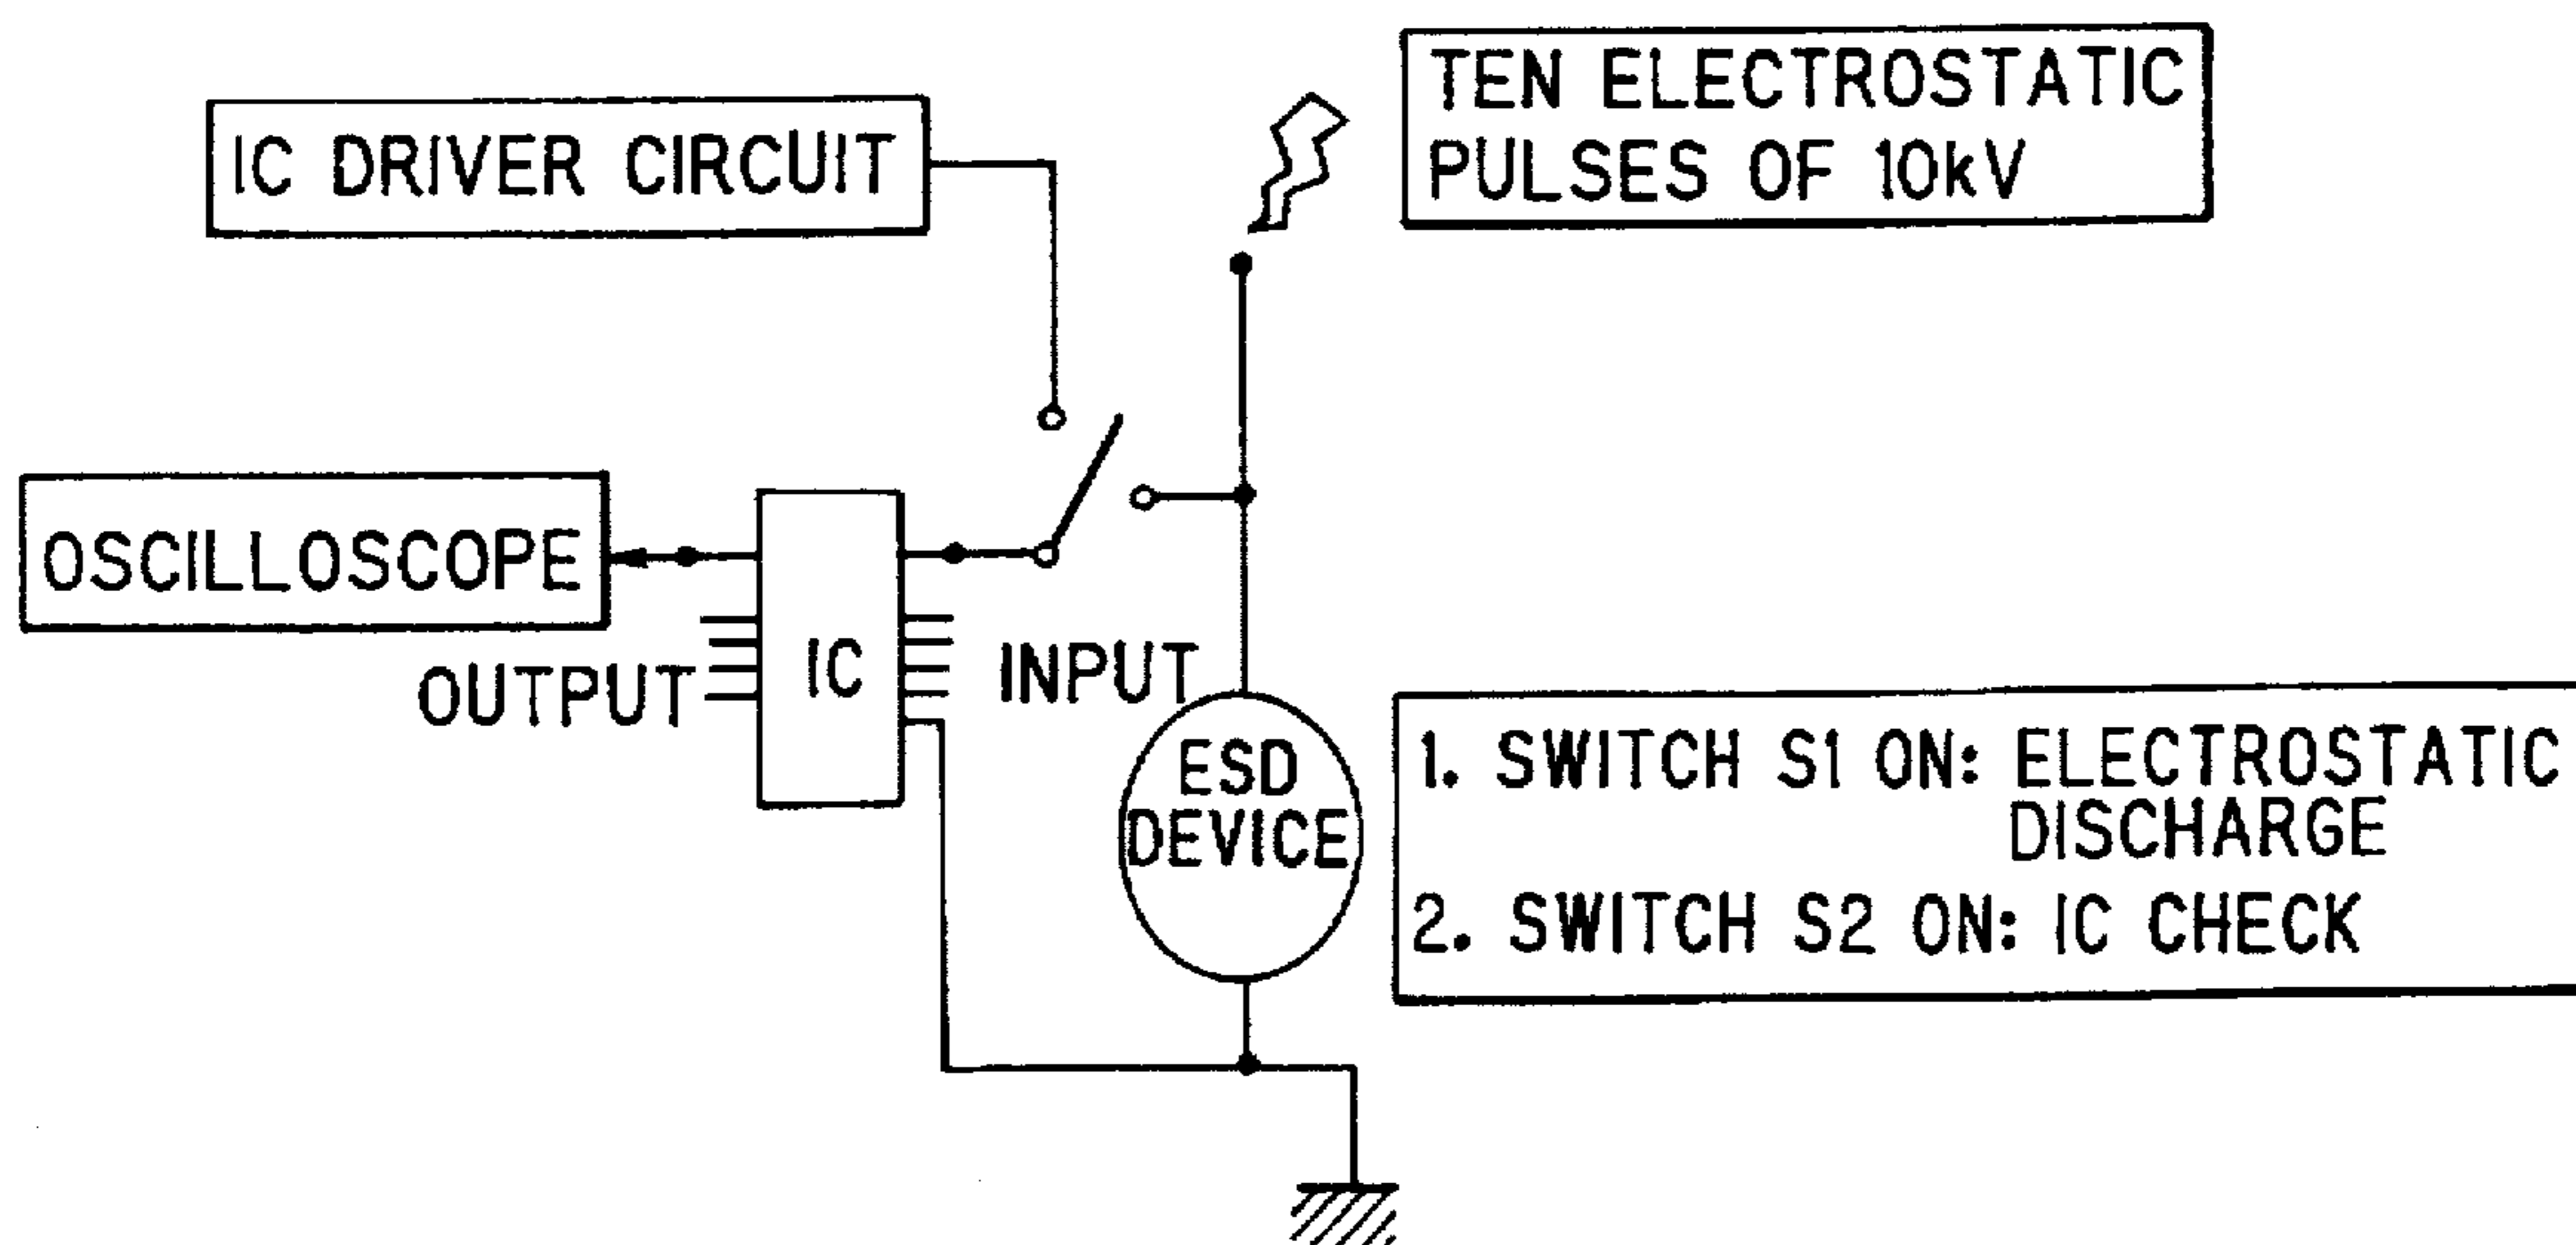 TEN ELECTROSTATIC
PULSES OF 10kV
IC DRIVER CIRCUIT
OSCILLOSCOPE
IC
OUTPUT
INPUT
ESD
DEVICE
1. SWITCH S1 ON: ELECTROSTATIC
DISCHARGE
2. SWITCH S2 ON: IC CHECK